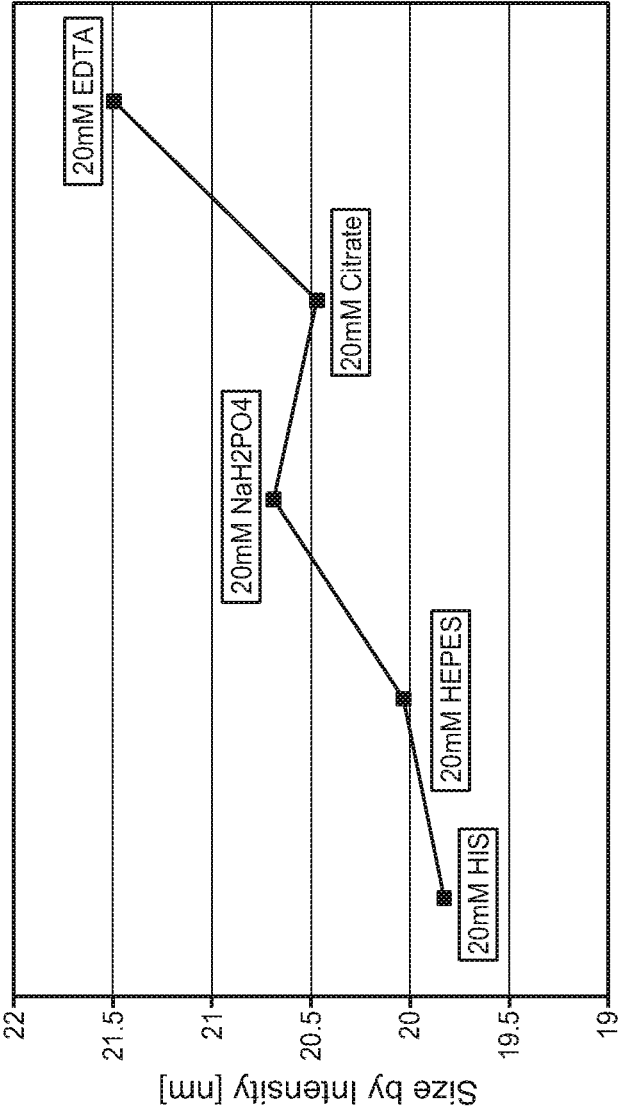 Size by Intensity [nm]
22
21.5
21
20.5
20
19.5
19
20mM HIS
20mM HEPES
20mM NaH2PO4
20mM Citrate
20mM EDTA